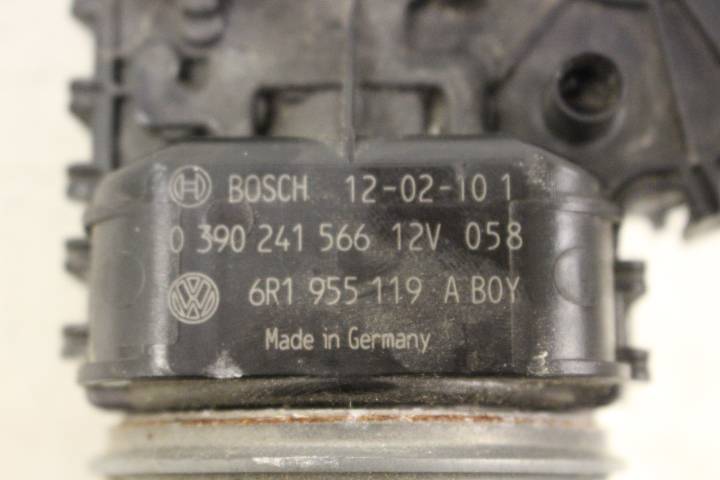 BOSCH 12-02-10 1
0 390 241 566 12V 058
6R1 955 119 A BOY
Made in Germany